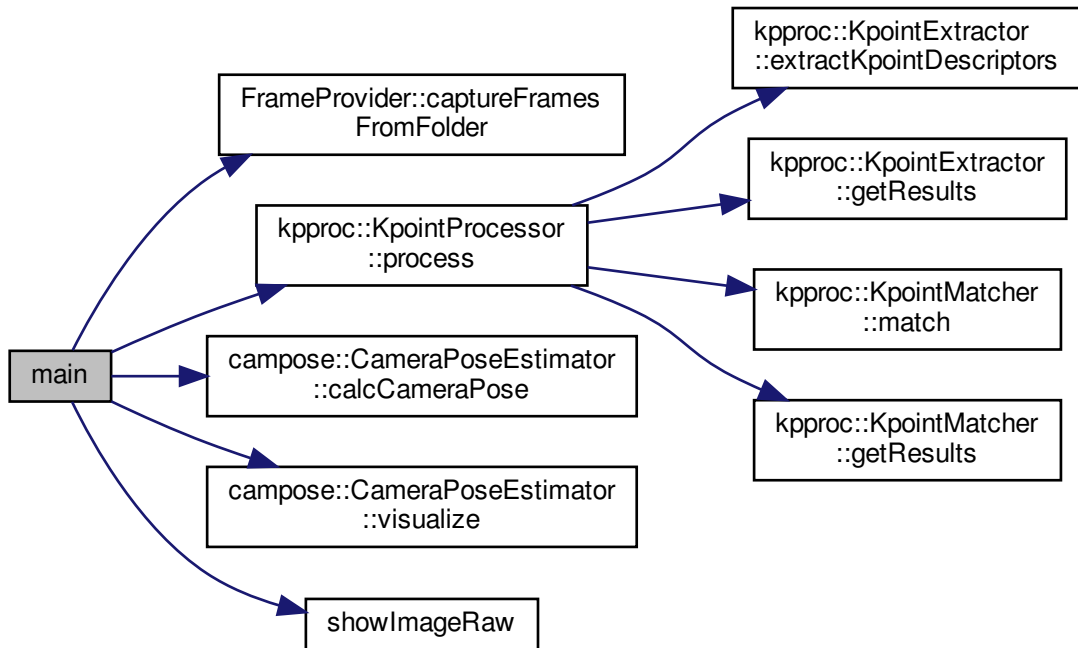 main
FrameProvider::captureFrames
FromFolder
kpproc::KpointProcessor
::process
campose::CameraPoseEstimator
::calcCameraPose
campose::CameraPoseEstimator
::visualize
showImageRaw
kpproc::KpointExtractor
::extractKpointDescriptors
kpproc::KpointExtractor
::getResults
kpproc::KpointMatcher
::match
kpproc::KpointMatcher
::getResults